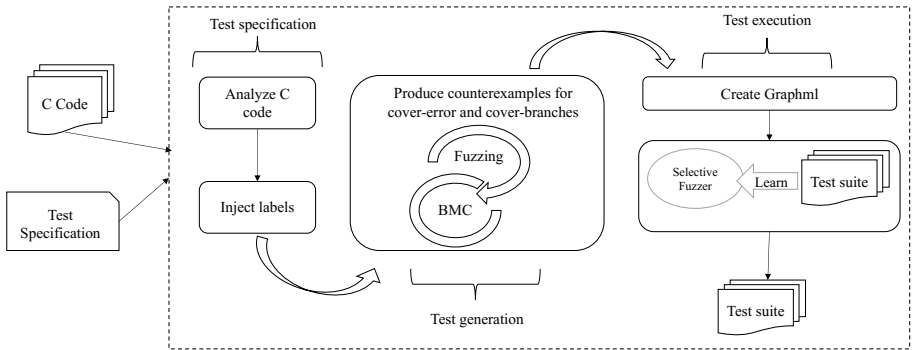 C Code
Test
Specification
Test specification
Analyze C
code
Inject labels
Produce counterexamples for
cover-error and cover-branches
Fuzzing
BMC
Test generation
Test execution
Create Graphml
Selective
Fuzzer
Learn
Test suite
Test suite